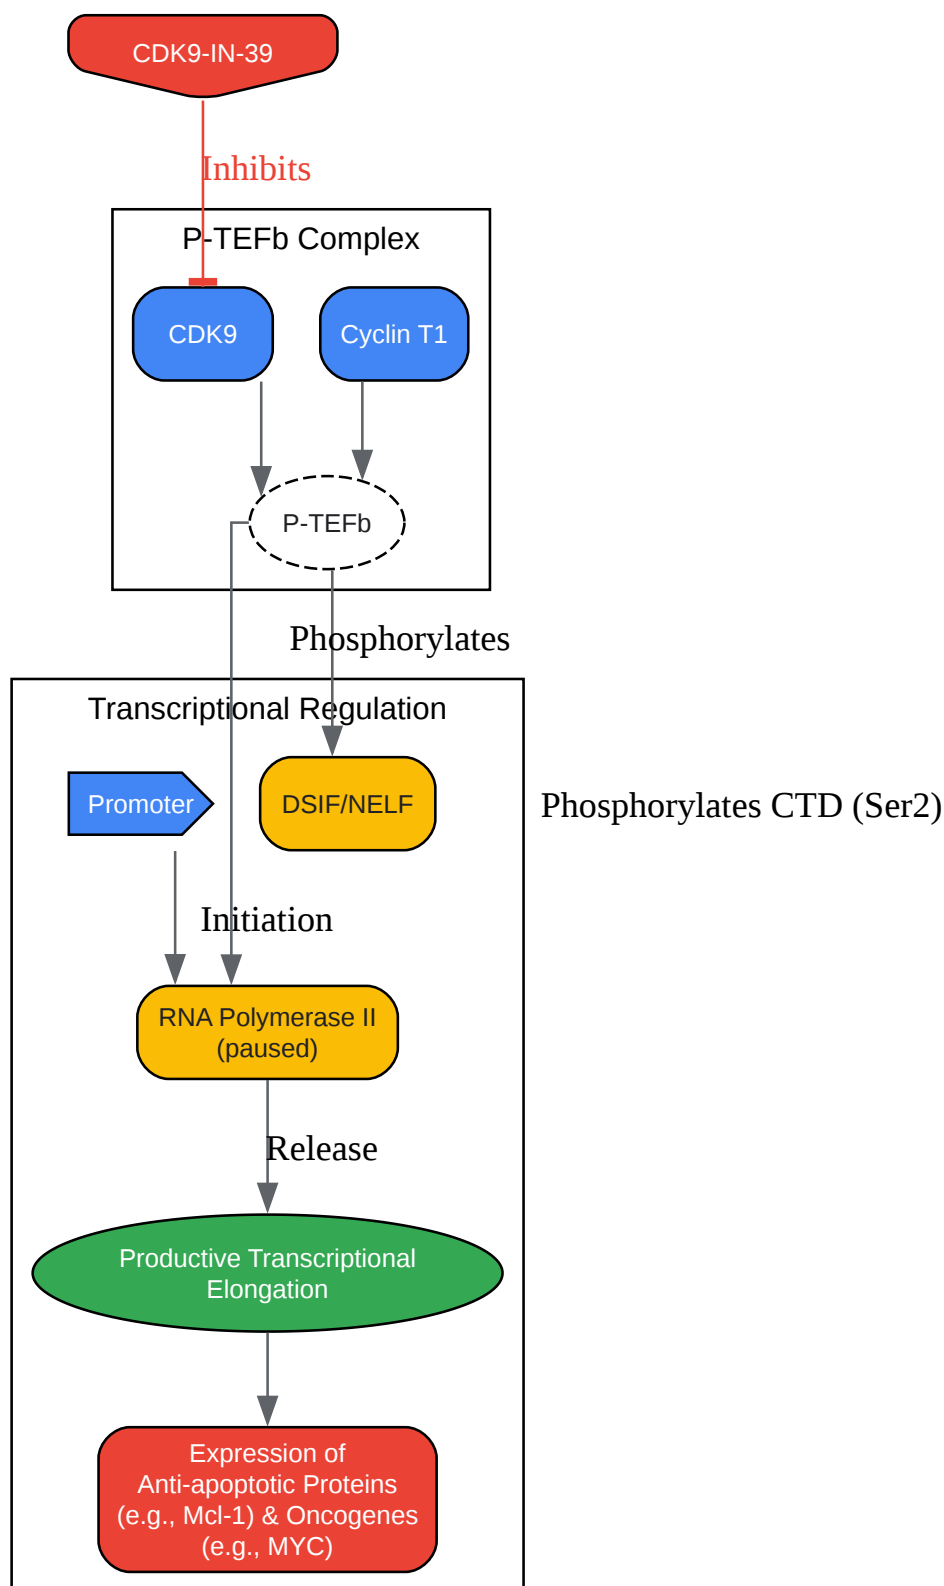 CDK9-IN-39
Inhibits
P-TEFb Complex
CDK9
Cyclin T1
P-TEFb
Phosphorylates
Transcriptional Regulation
Promoter
DSIF/NELF
Phosphorylates CTD (Ser2)
Initiation
RNA Polymerase II
(paused)
Release
Productive Transcriptional
Elongation
Expression of
Anti-apoptotic Proteins
(e.g., Mcl-1) & Oncogenes
(e.g., MYC)